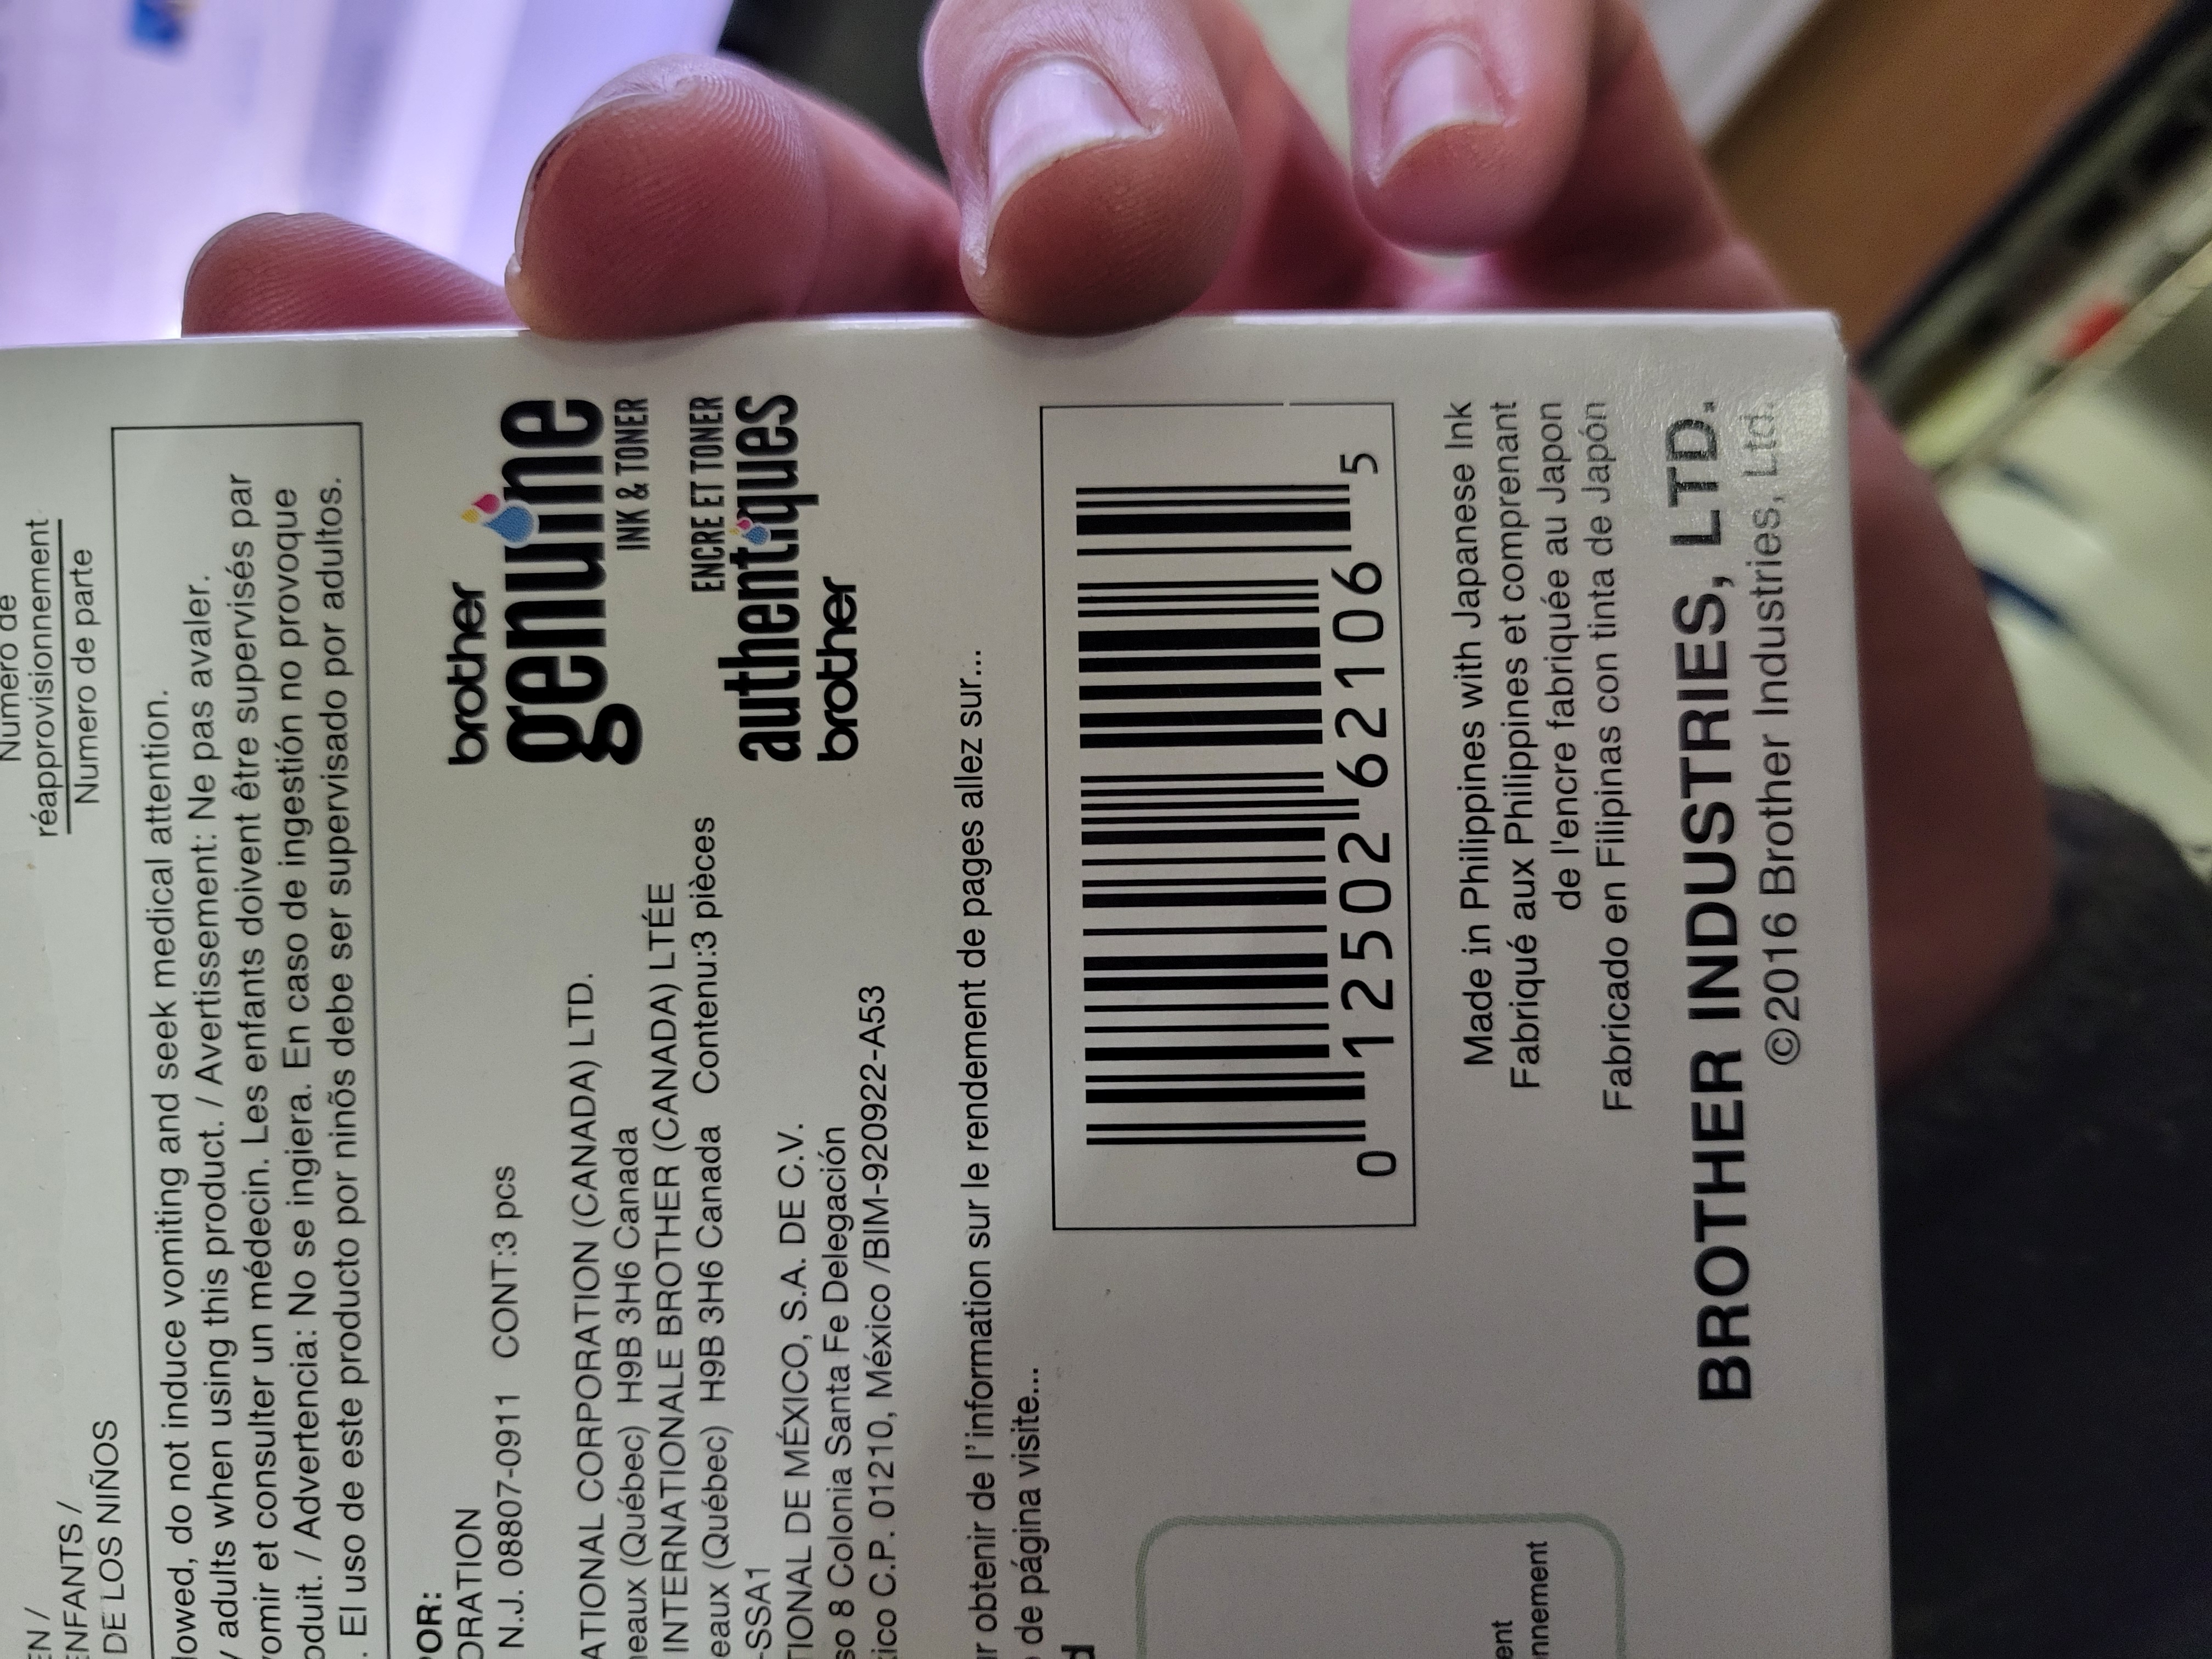 Numero de
réapprovisionnement
Numero de parte
EN /
ENFANTS /
DE LOS NIÑOS
lowed, do not induce vomiting and seek medical attention.
/ adults when using this product. / Avertissement: Ne pas avaler.
vomir et consulter un médecin. Les enfants doivent être supervisés par
oduit. / Advertencia: No se ingiera. En caso de ingestión no provoque
. El uso de este producto por ninõs debe ser supervisado por adultos.
POR:
ORATION
N.J. 08807-0911 CONT:3 pcs
ATIONAL CORPORATION (CANADA) LTD.
neaux (Québec) H9B 3H6 Canada
INTERNATIONALE BROTHER (CANADA) LTÉE
eaux (Québec) H9B 3H6 Canada Contenu:3 pièces
-SSA1
TIONAL DE MÉXICO, S.A. DE C.V.
so 8 Colonia Santa Fe Delegación
ico C.P. 01210, México /BIM-920922-A53
brother
genuine
INK & TONER
ENCRE ET TONER
authentiques
brother
r obtenir de l'information sur le rendement de pages allez sur...
de página visite...
0 12502 62106 5
Made in Philippines with Japanese Ink
Fabriqué aux Philippines et comprenant
de l'encre fabriquée au Japon
Fabricado en Filipinas con tinta de Japón
BROTHER INDUSTRIES, LTD.
©2016 Brother Industries, Ltd.
ent
nnement